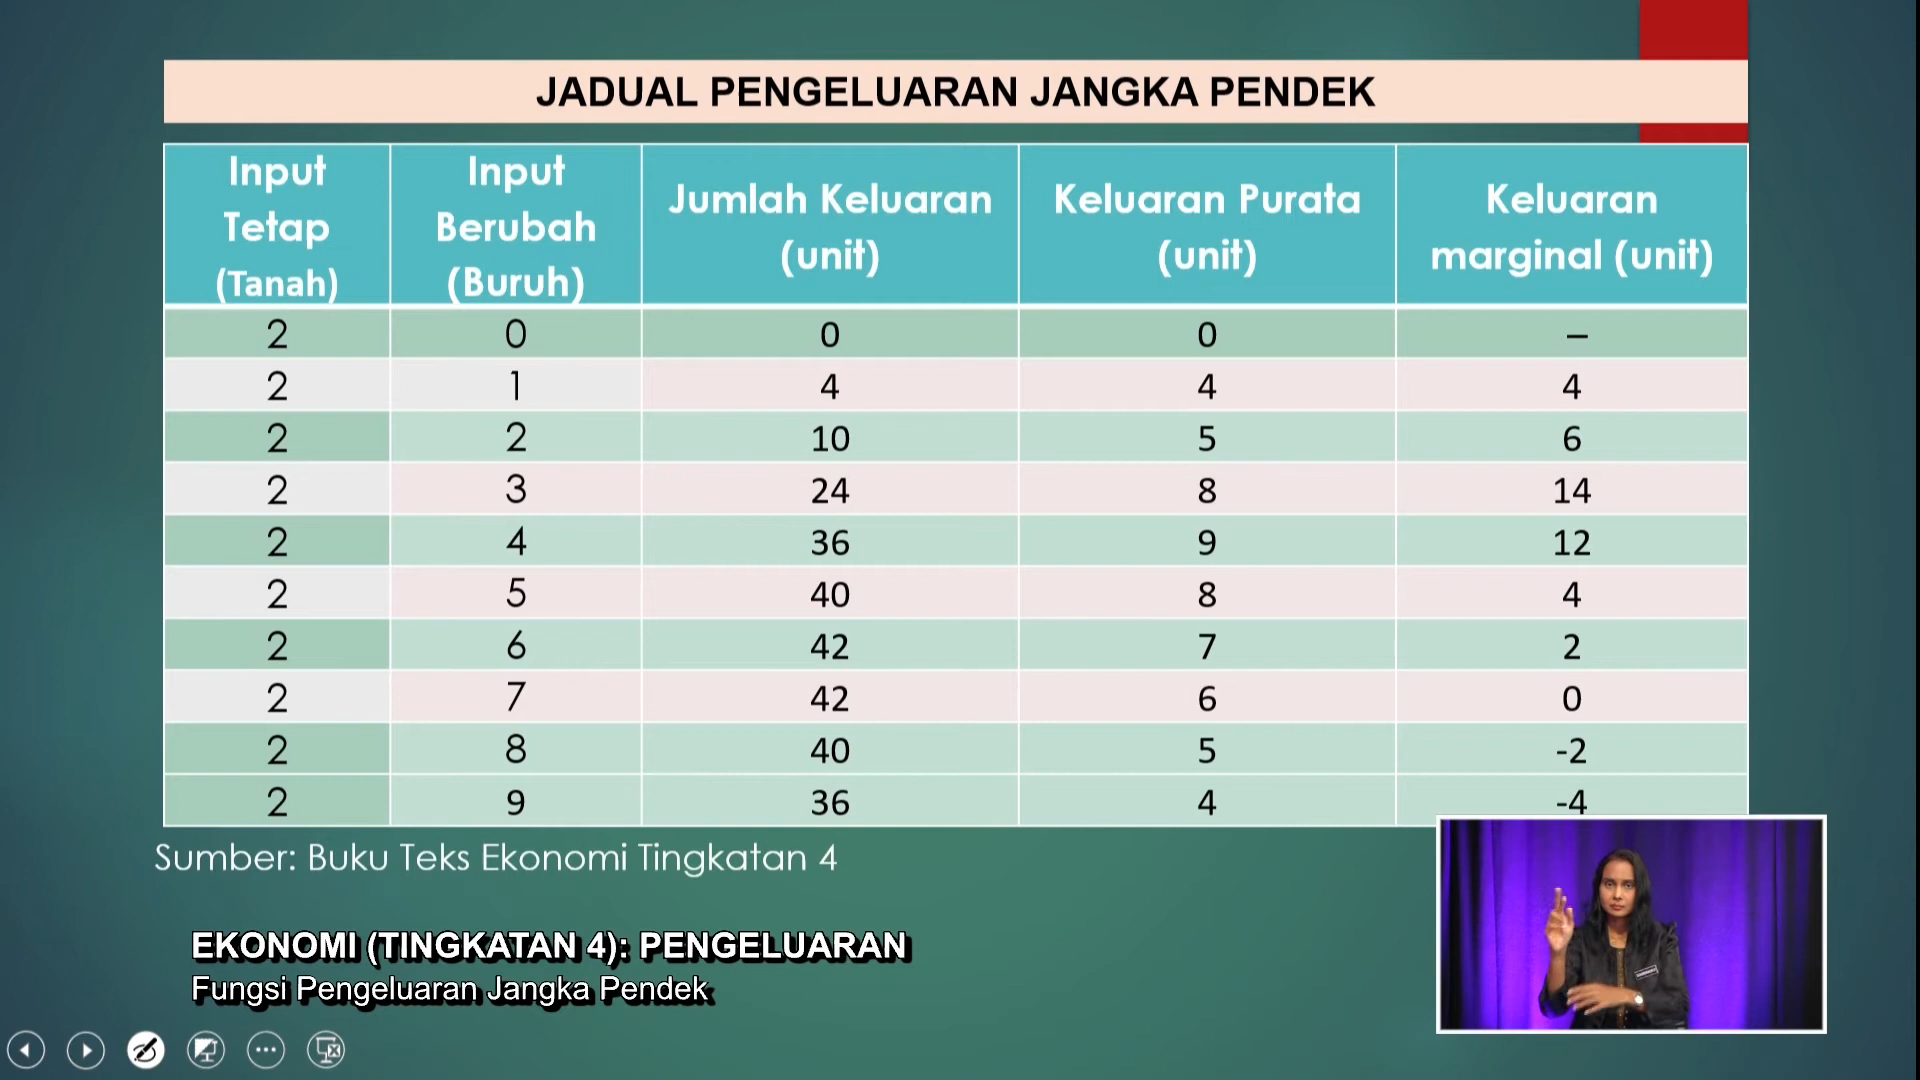 JADUAL PENGELUARAN JANGKA PENDEK
Input Tetap (Tanah) Input Berubah (Buruh) Jumlah Keluaran (unit) Keluaran Purata (unit) Keluaran marginal (unit)
2 0 0 0 –
2 1 4 4 4
2 2 10 5 6
2 3 24 8 14
2 4 36 9 12
2 5 40 8 4
2 6 42 7 2
2 7 42 6 0
2 8 40 5 -2
2 9 36 4 -4
Sumber: Buku Teks Ekonomi Tingkatan 4
EKONOMI (TINGKATAN 4): PENGELUARAN
Fungsi Pengeluaran Jangka Pendek